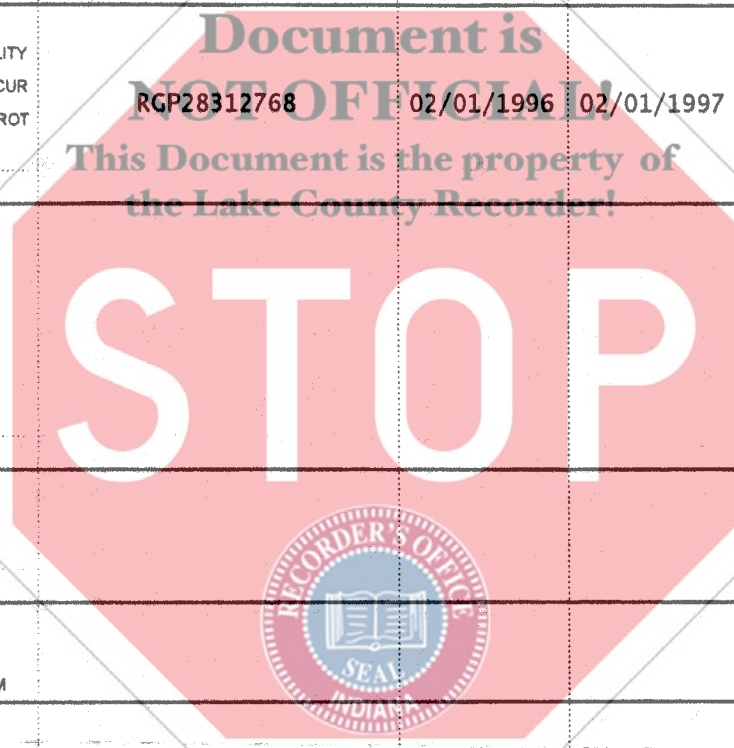 Document is
LITY
CUR
NOT OFFICIAL!
RGP28312768 02/01/1996 02/01/1997
ROT
This Document is the property of
the Lake County Recorder!
STOP
RECORDER'S OFFICE
SEAL
INDIANA
M